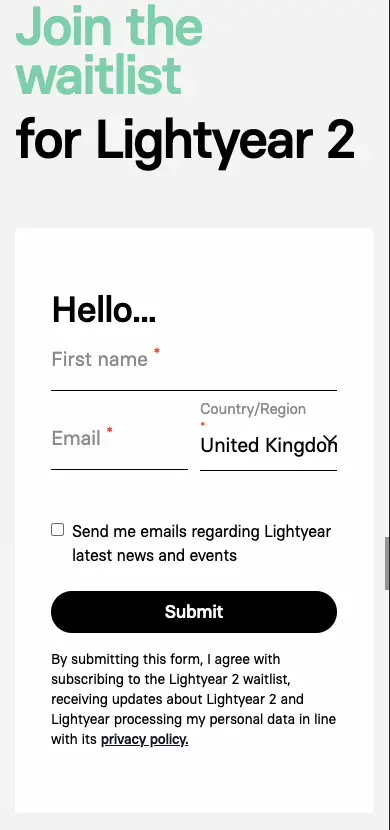 Join the
waitlist
for Lightyear 2
Hello...
First name *
Country/Region
*
Email *
United Kingdom
Send me emails regarding Lightyear
latest news and events
Submit
By submitting this form, I agree with
subscribing to the Lightyear 2 waitlist,
receiving updates about Lightyear 2 and
Lightyear processing my personal data in line
with its privacy policy.